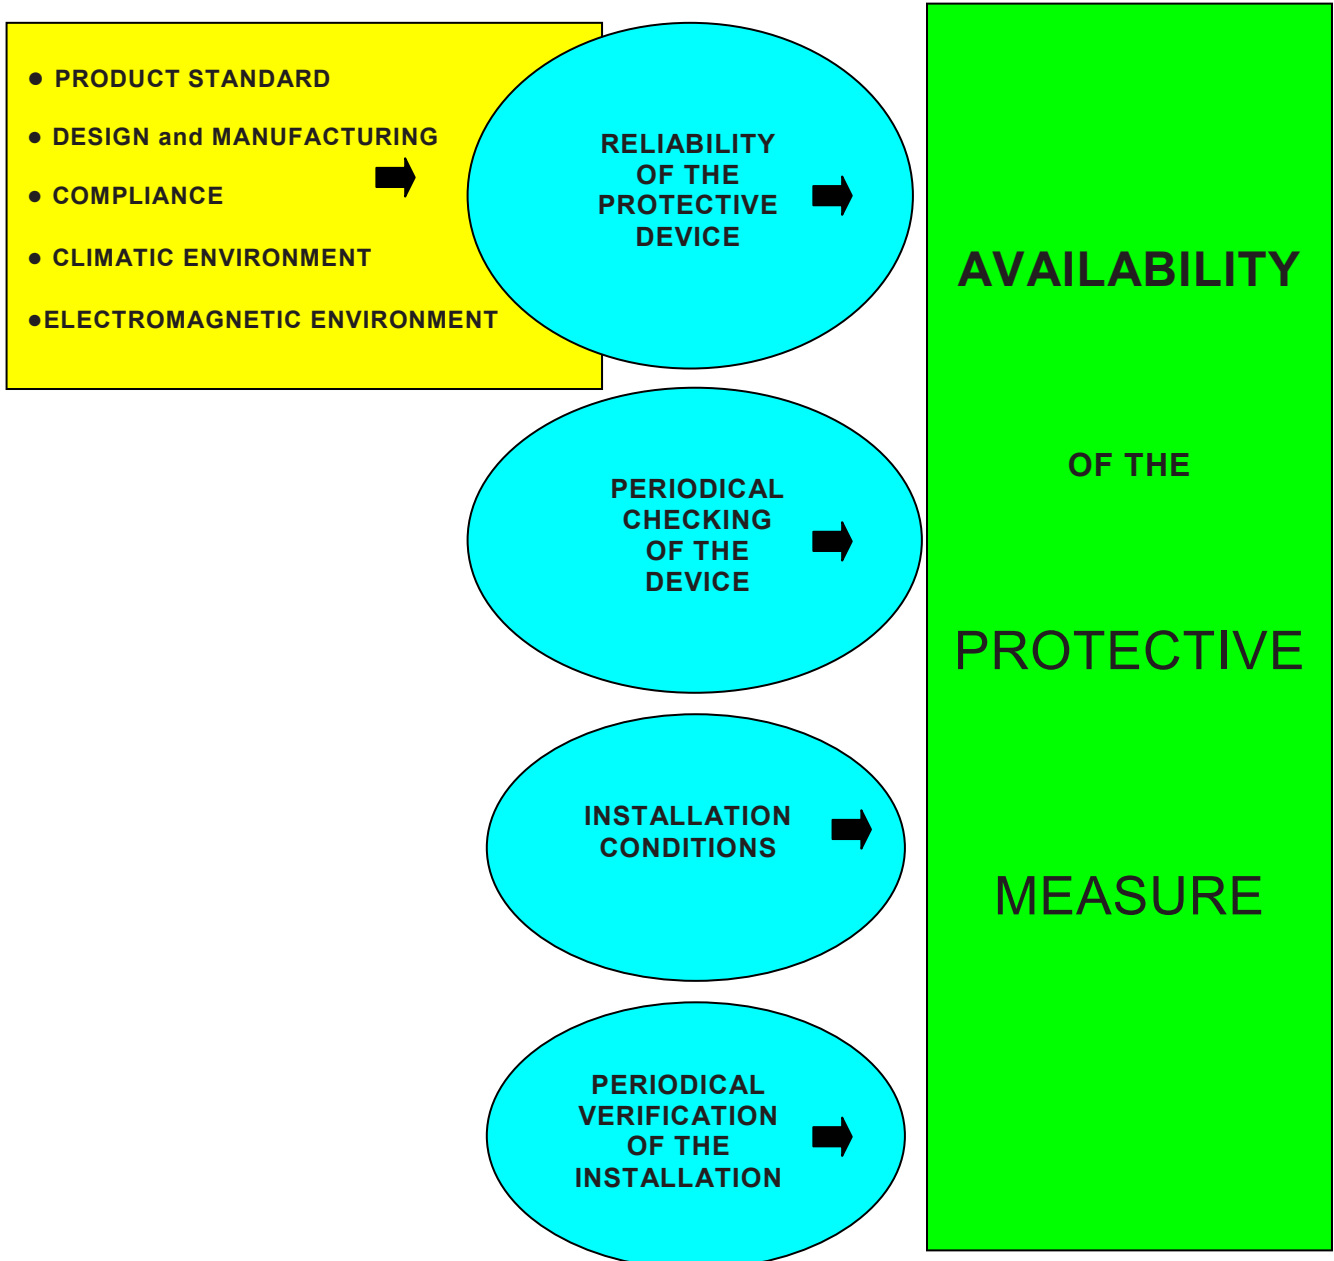 ● PRODUCT STANDARD
● DESIGN and MANUFACTURING
● COMPLIANCE
● CLIMATIC ENVIRONMENT
●ELECTROMAGNETIC ENVIRONMENT
RELIABILITY
OF THE
PROTECTIVE
DEVICE
PERIODICAL
CHECKING
OF THE
DEVICE
INSTALLATION
CONDITIONS
PERIODICAL
VERIFICATION
OF THE
INSTALLATION
AVAILABILITY
OF THE
PROTECTIVE
MEASURE